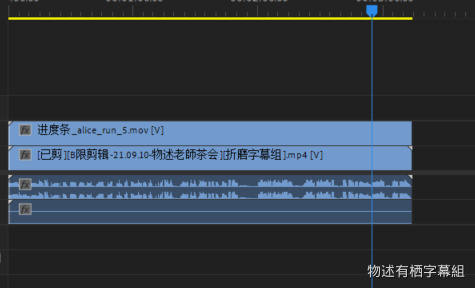 fx 进度条_alice_run_5.mov [V]
fx [已剪][B限剪辑-21.09.10-物述老師茶会][折磨字幕组].mp4 [V]
fx
fx
物述有栖字幕組